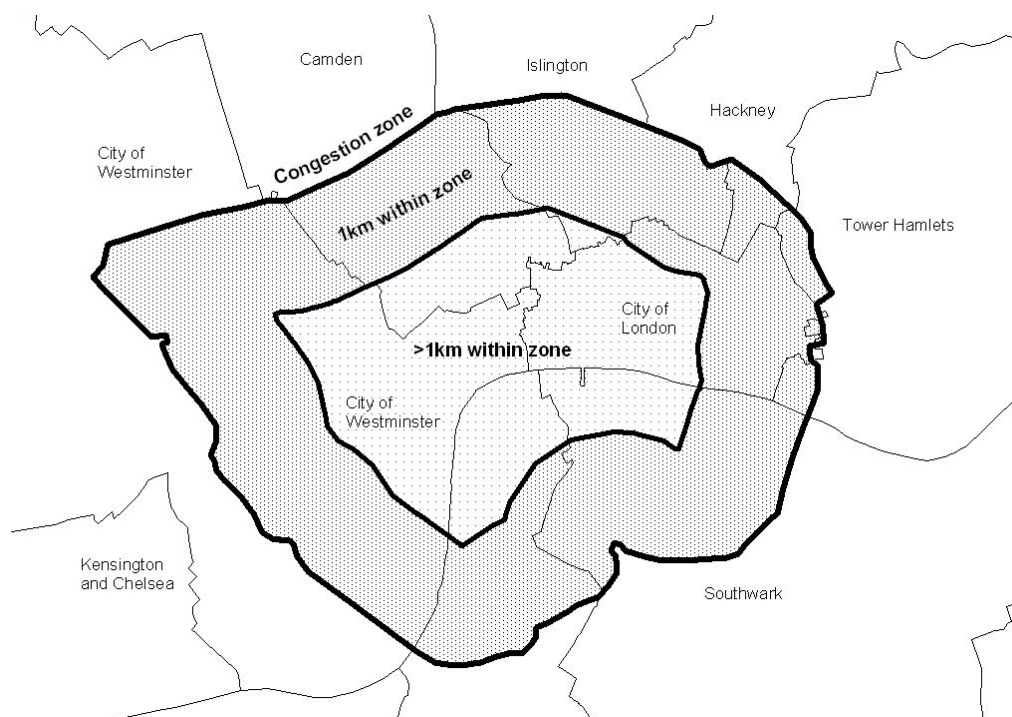 Camden
Islington
Hackney
Congestion zone
City of
Westminster
1km within zone
Tower Hamlets
City of
London
>1km within zone
City of
Westminster
Kensington
and Chelsea
Southwark